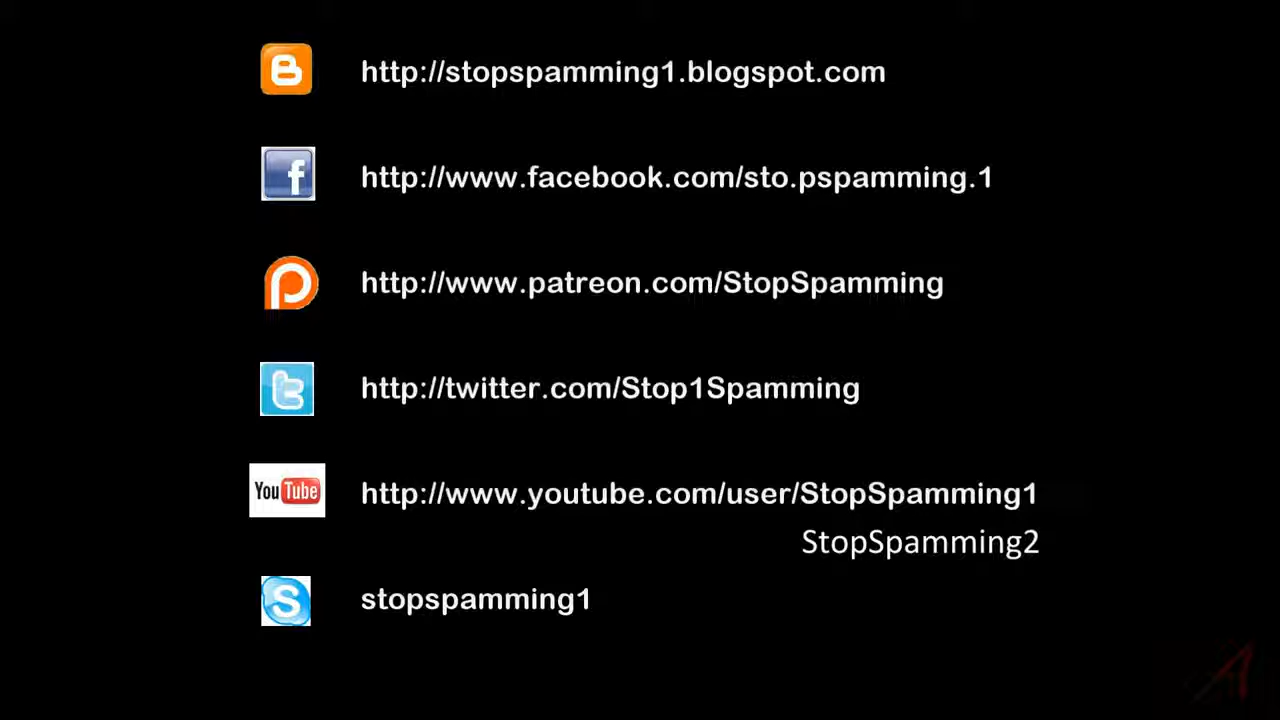 http://stopspamming1.blogspot.com
http://www.facebook.com/sto.pspamming.1
http://www.patreon.com/StopSpamming
http://twitter.com/Stop1Spamming
You Tube http://www.youtube.com/user/StopSpamming1
StopSpamming2
stopspamming1